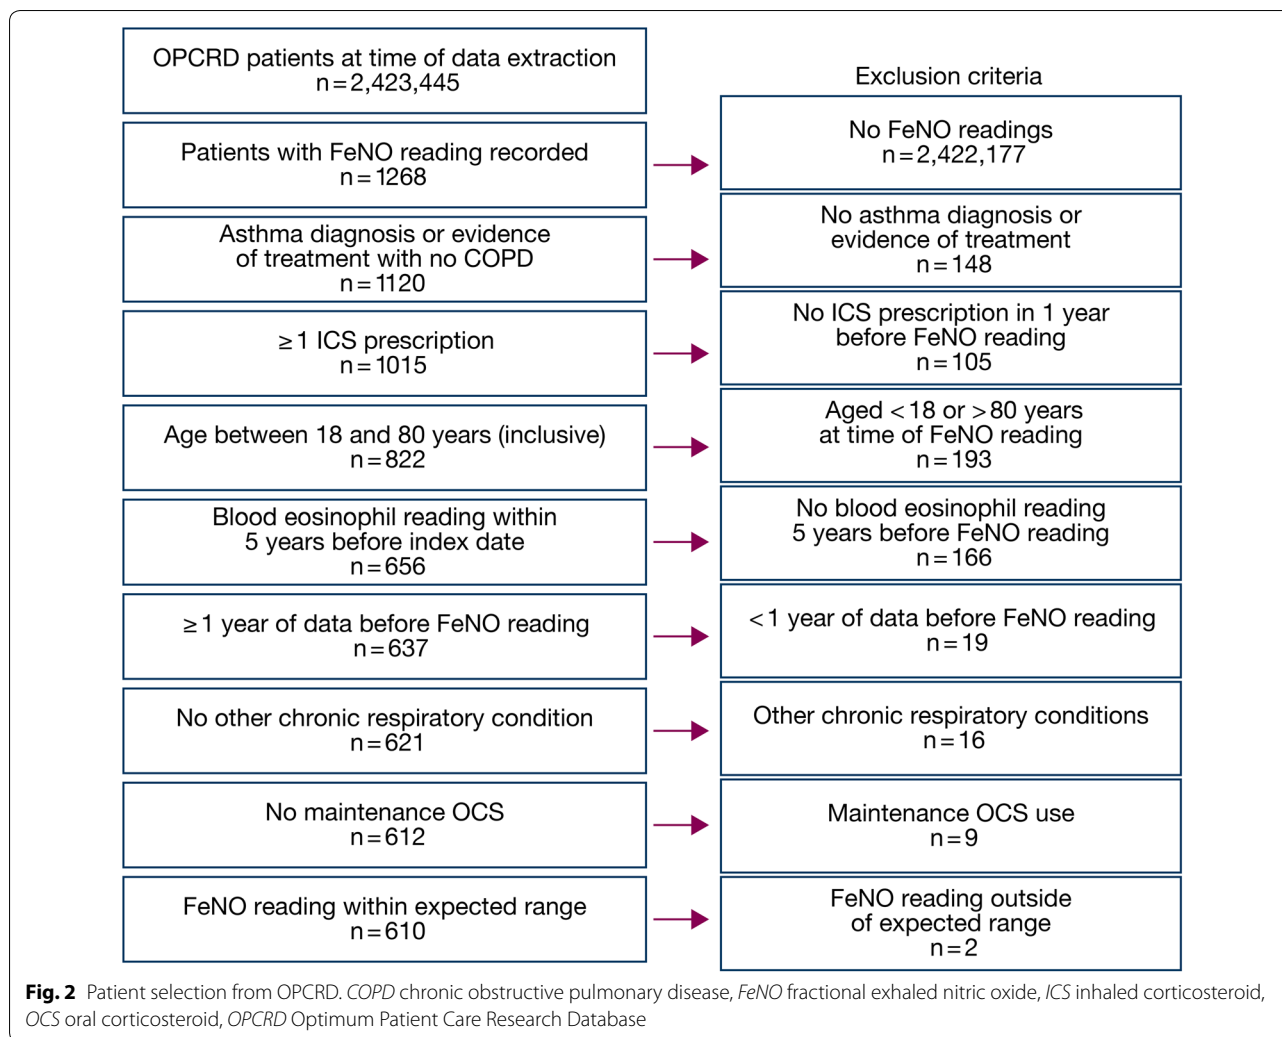 OPCRD patients at time of data extraction
n=2,423,445
Exclusion criteria
Patients with FeNO reading recorded
n=1268
No FeNO readings
n=2,422,177
Asthma diagnosis or evidence
of treatment with no COPD
n=1120
No asthma diagnosis or
evidence of treatment
n=148
≥1 ICS prescription
n=1015
No ICS prescription in 1 year
before FeNO reading
n=105
Age between 18 and 80 years (inclusive)
n=822
Aged <18 or >80 years
at time of FeNO reading
n=193
Blood eosinophil reading within
5 years before index date
n=656
No blood eosinophil reading
5 years before FeNO reading
n=166
≥1 year of data before FeNO reading
n=637
<1 year of data before FeNO reading
n=19
No other chronic respiratory condition
n=621
Other chronic respiratory conditions
n=16
No maintenance OCS
n=612
Maintenance OCS use
n=9
FeNO reading within expected range
n=610
FeNO reading outside
of expected range
n=2
Fig. 2 Patient selection from OPCRD. COPD chronic obstructive pulmonary disease, FeNO fractional exhaled nitric oxide, ICS inhaled corticosteroid,
OCS oral corticosteroid, OPCRD Optimum Patient Care Research Database